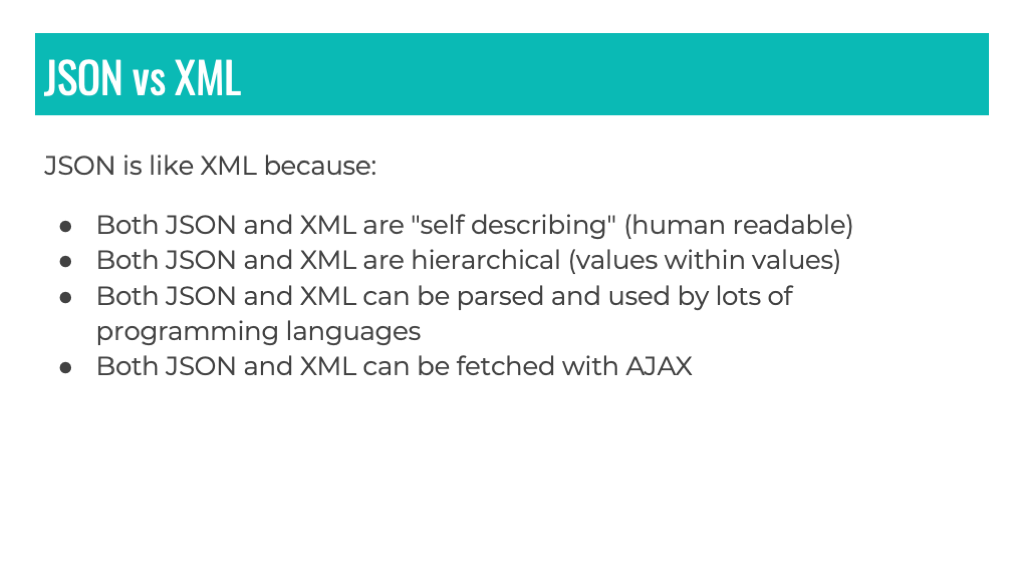 JSON vs XML
JSON is like XML because:
● Both JSON and XML are "self describing" (human readable)
● Both JSON and XML are hierarchical (values within values)
● Both JSON and XML can be parsed and used by lots of
programming languages
● Both JSON and XML can be fetched with AJAX